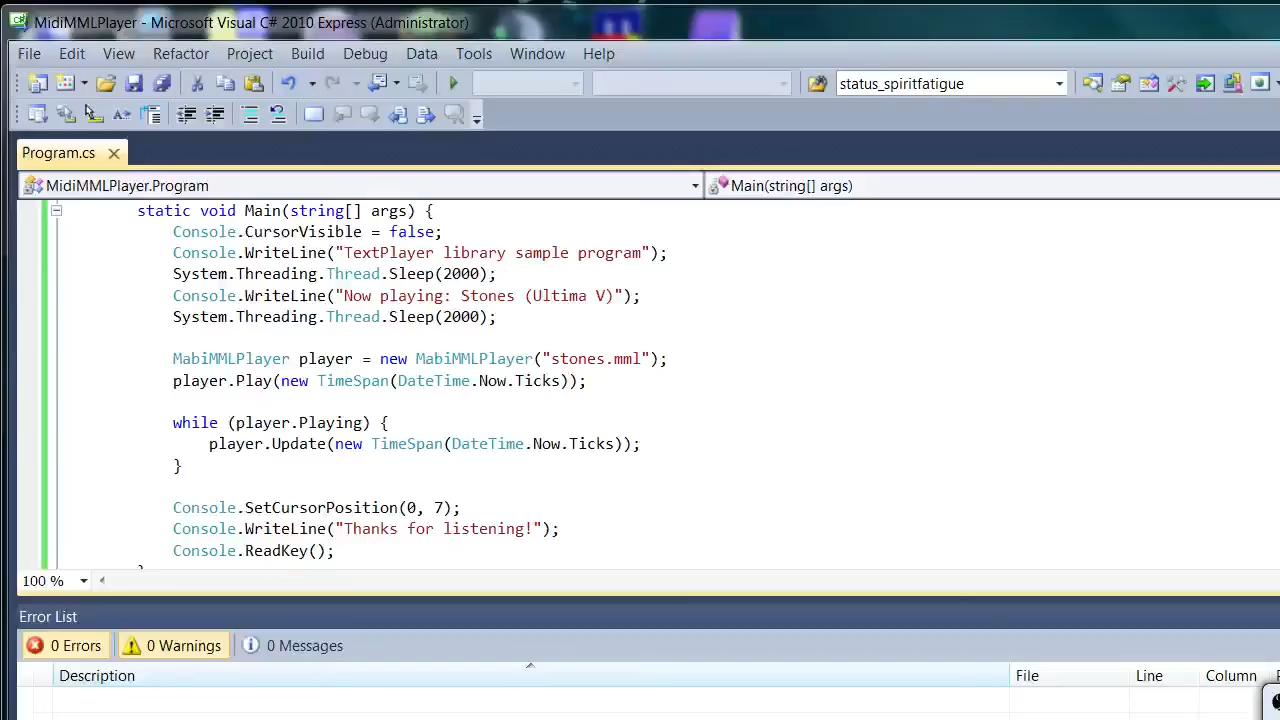 MidiMMLPlayer - Microsoft Visual C# 2010 Express (Administrator)
File Edit View Refactor Project Build Debug Data Tools Window Help
status_spiritfatigue
Program.cs
MidiMMLPlayer.Program Main(string[] args)
static void Main(string[] args) {
Console.CursorVisible = false;
Console.WriteLine("TextPlayer library sample program");
System.Threading.Thread.Sleep(2000);
Console.WriteLine("Now playing: Stones (Ultima V)");
System.Threading.Thread.Sleep(2000);
MabiMMLPlayer player = new MabiMMLPlayer("stones.mml");
player.Play(new TimeSpan(DateTime.Now.Ticks));
while (player.Playing) {
player.Update(new TimeSpan(DateTime.Now.Ticks));
}
Console.SetCursorPosition(0, 7);
Console.WriteLine("Thanks for listening!");
Console.ReadKey();
100 %
Error List
0 Errors 0 Warnings 0 Messages
Description File Line Column